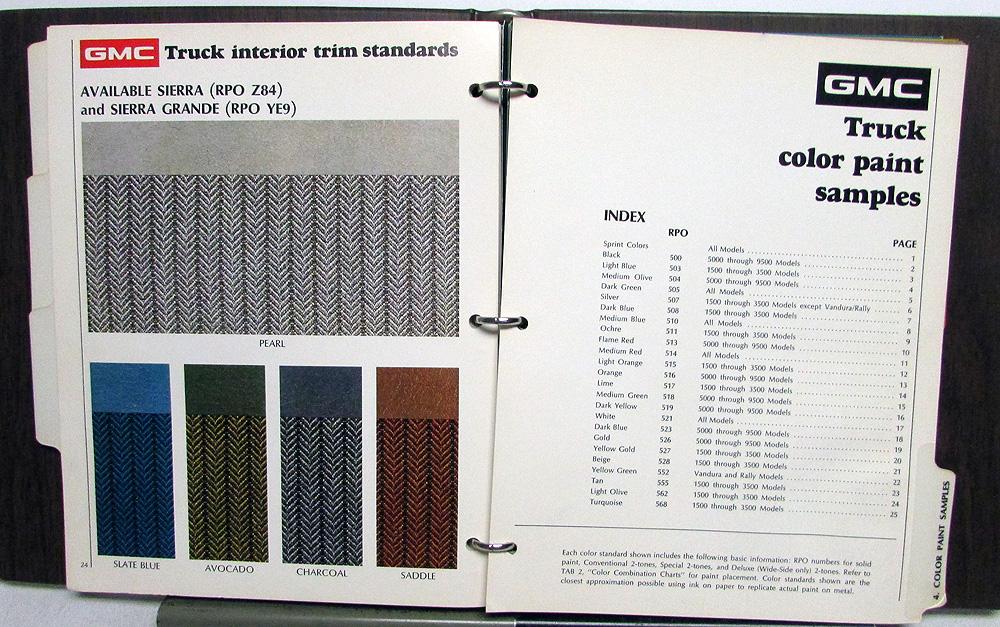 GMC Truck interior trim standards
AVAILABLE SIERRA (RPO Z84)
and SIERRA GRANDE (RPO YE9)
PEARL
SLATE BLUE
AVOCADO
CHARCOAL
SADDLE
24
GMC
Truck
color paint
samples
INDEX
RPO PAGE
Sprint Colors All Models 1
Black 500 5000 through 9500 Models 2
Light Blue 503 1500 through 3500 Models 3
Medium Olive 504 5000 through 9500 Models 4
Dark Green 505 All Models 5
Silver 507 1500 through 3500 Models except Vandura/Rally 6
Dark Blue 508 1500 through 3500 Models 7
Medium Blue 510 All Models 8
Ochre 511 1500 through 3500 Models 9
Flame Red 513 5000 through 9500 Models 10
Medium Red 514 All Models 11
Light Orange 515 1500 through 3500 Models 12
Orange 516 5000 through 9500 Models 13
Lime 517 1500 through 3500 Models 14
Medium Green 518 5000 through 9500 Models 15
Dark Yellow 519 5000 through 9500 Models 16
White 521 All Models 17
Dark Blue 523 5000 through 9500 Models 18
Gold 526 5000 through 9500 Models 19
Yellow Gold 527 1500 through 3500 Models 20
Beige 528 1500 through 3500 Models 21
Yellow Green 552 Vandura and Rally Models 22
Tan 555 1500 through 3500 Models 23
Light Olive 562 1500 through 3500 Models 24
Turquoise 568 1500 through 3500 Models 25
Each color standard shown includes the following basic information: RPO numbers for solid
paint, Conventional 2-tones, Special 2-tones, and Deluxe (Wide-Side only) 2-tones. Refer to
TAB 2, "Color Combination Charts" for paint placement. Color standards shown are the
closest approximation possible using ink on paper to replicate actual paint on metal.
4. COLOR PAINT SAMPLES